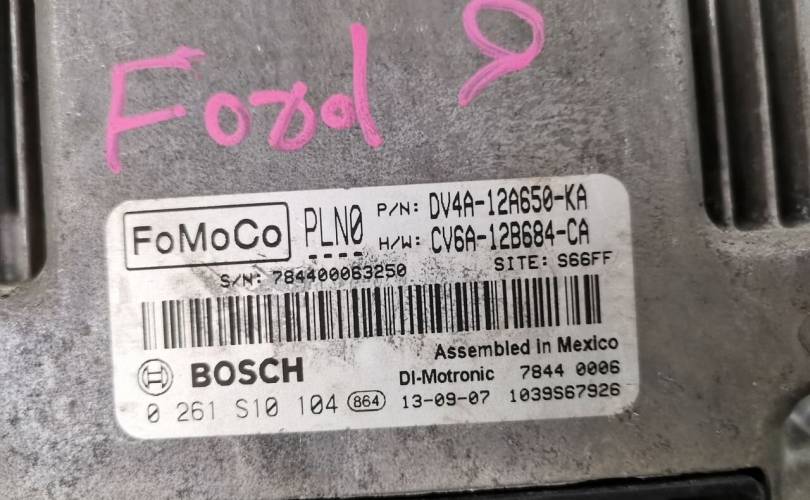 Ford 9
FoMoCo PLN0 P/N: DV4A-12A650-KA
H/W: CV6A-12B684-CA
S/N: 784400063250 SITE: S66FF
Assembled in Mexico
BOSCH DI-Motronic 7844 0006
0 261 S10 104 864 13-09-07 1039S67926